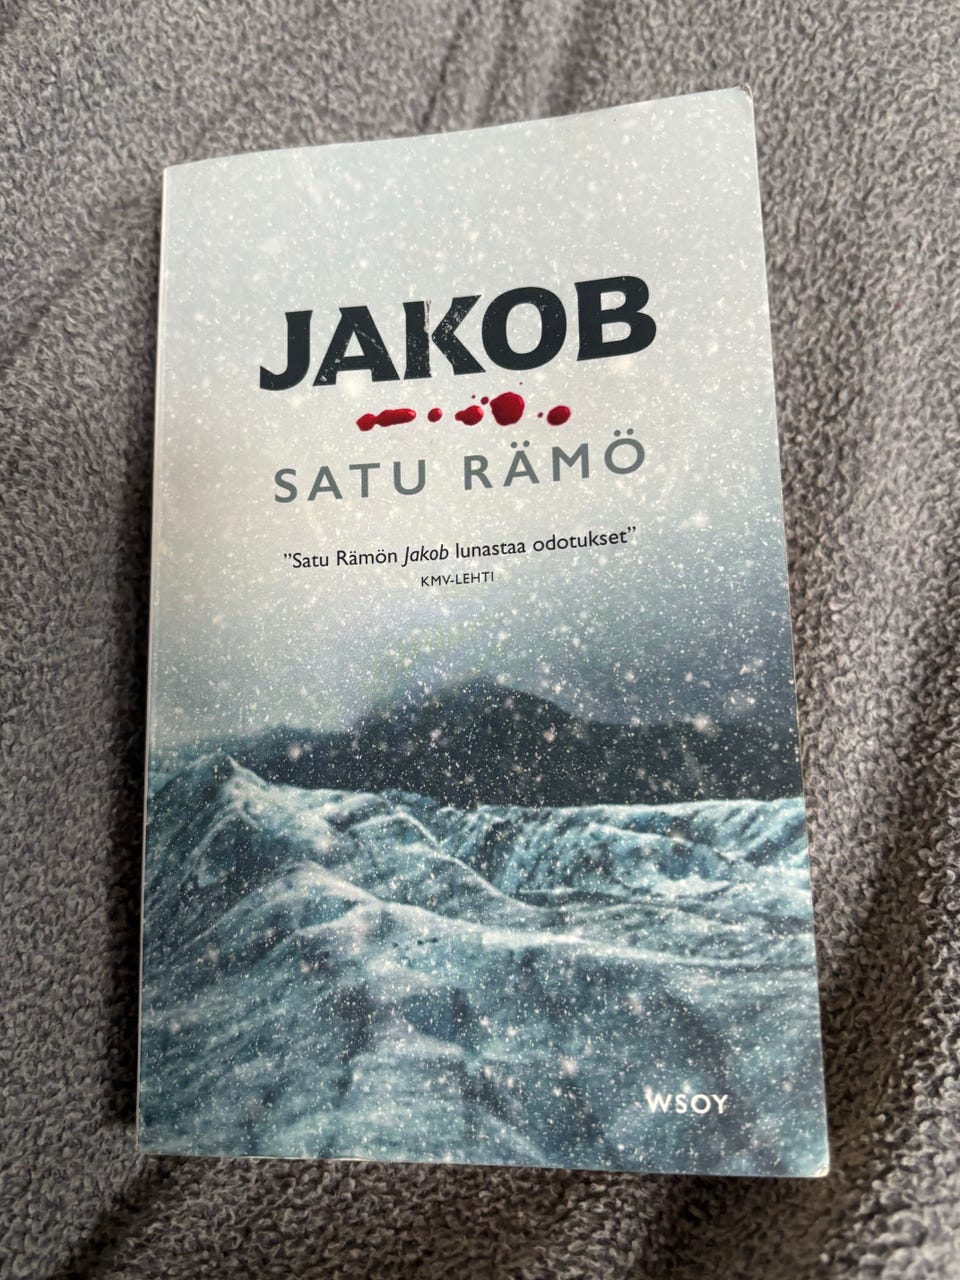 JAKOB
SATU RÄMÖ
”Satu Rämön Jakob lunastaa odotukset”
KMV-LEHTI
WSOY